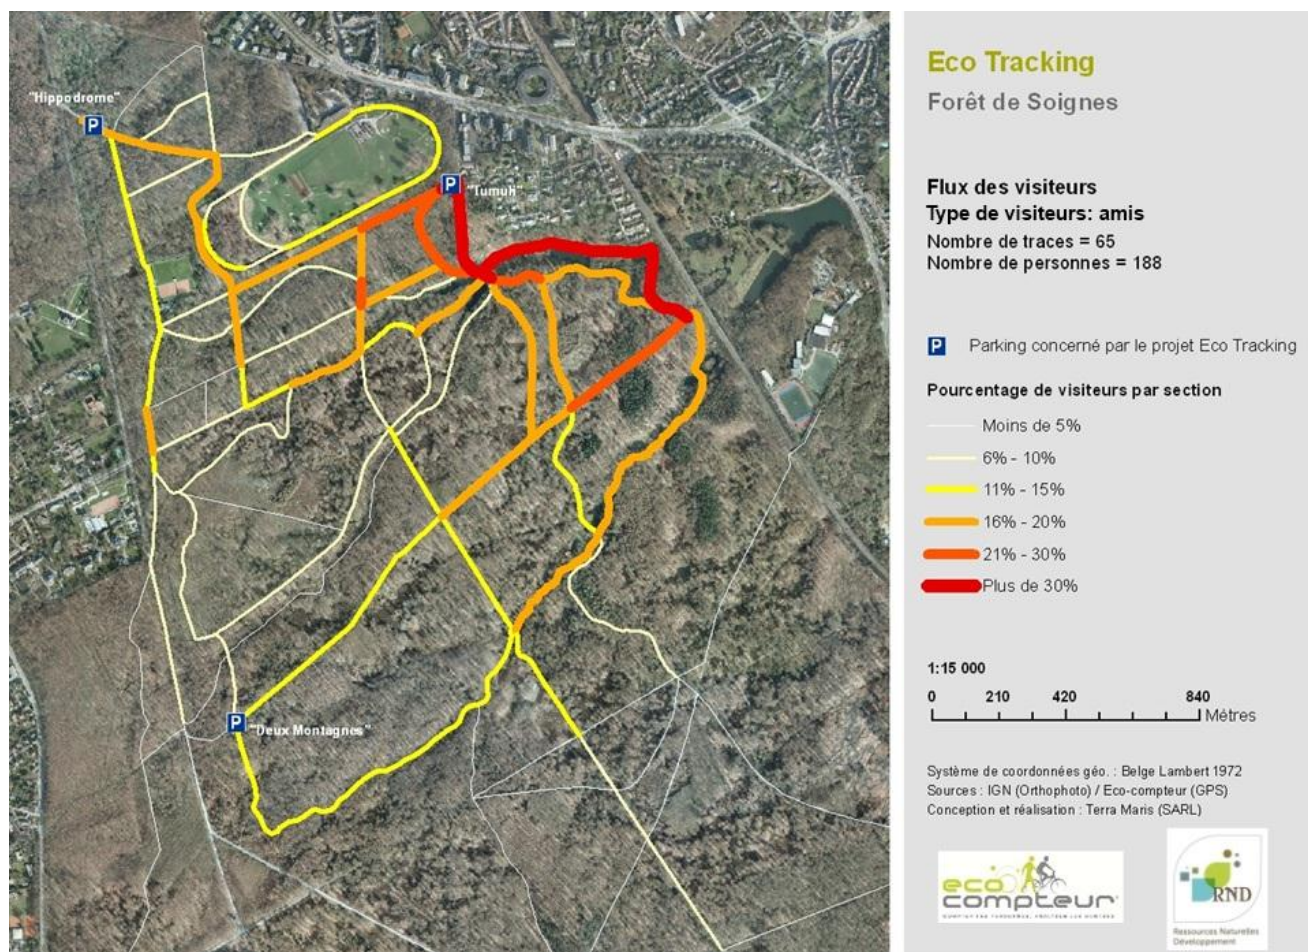 "Hippodrome"
P
P
"Tumuli"
P
"Deux Montagnes"
Eco Tracking
Forêt de Soignes
Flux des visiteurs
Type de visiteurs: amis
Nombre de traces = 65
Nombre de personnes = 188
P Parking concerné par le projet Eco Tracking
Pourcentage de visiteurs par section
Moins de 5%
6% - 10%
11% - 15%
16% - 20%
21% - 30%
Plus de 30%
1:15 000
0 210 420 840
Mètres
Système de coordonnées géo. : Belge Lambert 1972
Sources : IGN (Orthophoto) / Eco-compteur (GPS)
Conception et réalisation : Terra Maris (SARL)
eco
compteur
RND
Ressources Naturelles
Développement